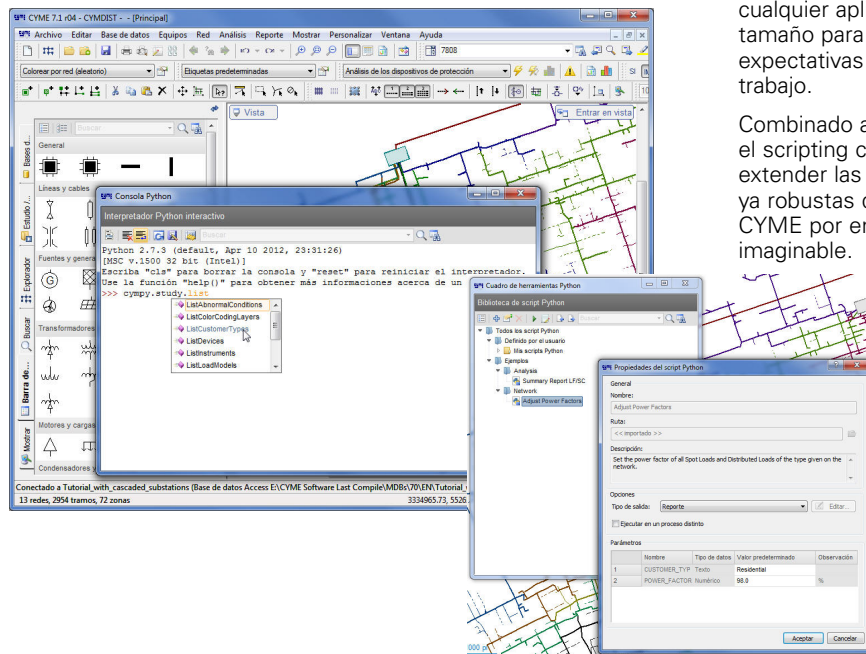 CYME 7.1 r04 - CYMDIST - - [Principal]
Archivo Editar Base de datos Equipos Red Análisis Reporte Mostrar Personalizar Ventana Ayuda
7808
Colorear por red (aleatorio)
Etiquetas predeterminadas
Análisis de los dispositivos de protección
Vista
Entrar en vista
Buscar
General
Líneas y cables
Transformadores
Motores y cargas
Condensadores y
Bases d...
Estudio /...
Explorador
Buscar
Barra de...
Mostrar
Consola Python
Interpretador Python interactivo
Buscar
Python 2.7.3 (default, Apr 10 2012, 23:31:26)
[MSC v.1500 32 bit (Intel)]
Escriba "cls" para borrar la consola y "reset" para reiniciar el interpretador.
Use la función "help()" para obtener más informaciones acerca de un
>>> cympy.study.list
ListAbnormalConditions
ListColorCodingLayers
ListCustomerTypes
ListDevices
ListInstruments
ListLoadModels
Conectado a Tutorial_with_cascaded_substations (Base de datos Access E:\CYME Software Last Compile\MDBs\70\EN\Tutorial_
13 redes, 2954 tramos, 72 zonas
3334965.73, 5526
cualquier apl
tamaño para
expectativas
trabajo.
Combinado a
el scripting c
extender las
ya robustas c
CYME por en
imaginable.
Cuadro de herramientas Python
Biblioteca de script Python
Buscar
Todos los script Python
Definido por el usuario
Mis scripts Python
Ejemplos
Analysis
Summary Report LF/SC
Network
Adjust Power Factors
Propiedades del script Python
General
Nombre:
Adjust Power Factors
Ruta:
<< importado >>
Descripción:
Set the power factor of all Spot Loads and Distributed Loads of the type given on the
network.
Opciones
Tipo de salida: Reporte
Editar...
Ejecutar en un proceso distinto
Parámetros
Nombre Tipo de datos Valor predeterminado Observación
1 CUSTOMER_TYP Texto Residential
2 POWER_FACTOR Numérico 98.0 %
Aceptar Cancelar